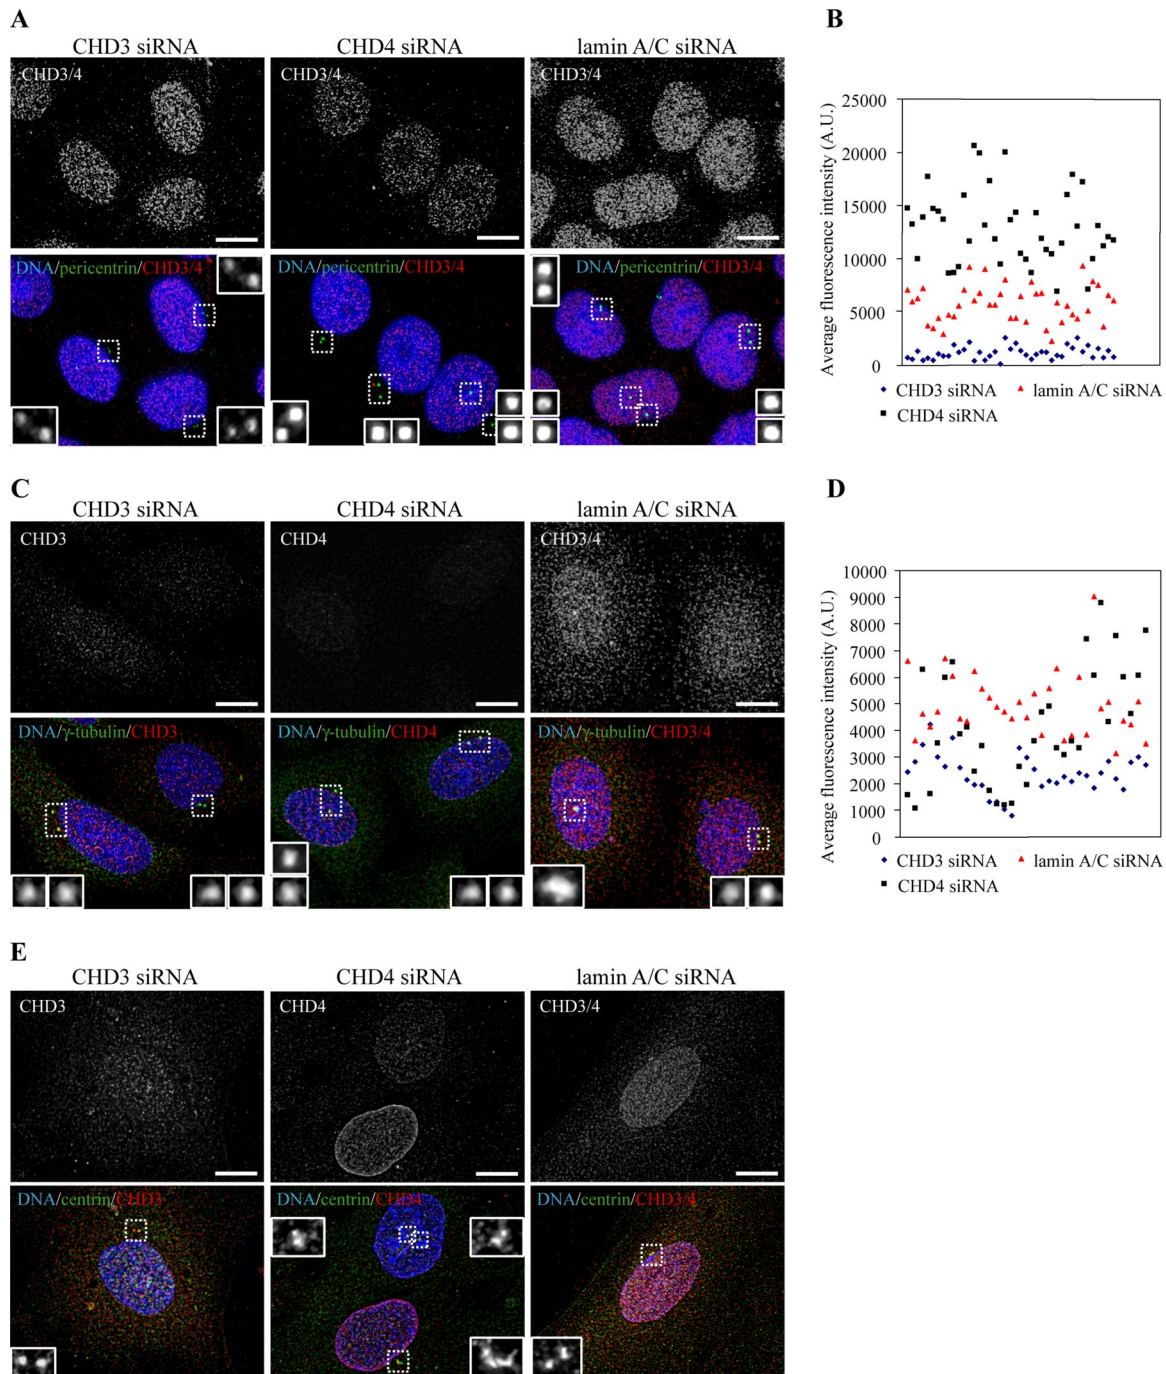 A
CHD3 siRNA
CHD4 siRNA
lamin A/C siRNA
CHD3/4
CHD3/4
CHD3/4
DNA/pericentrin/CHD3/4
DNA/pericentrin/CHD3/4
DNA/pericentrin/CHD3/4
B
Average fluorescence intensity (A.U.)
25000
20000
15000
10000
5000
0
CHD3 siRNA
lamin A/C siRNA
CHD4 siRNA
C
CHD3 siRNA
CHD4 siRNA
lamin A/C siRNA
CHD3
CHD4
CHD3/4
DNA/γ-tubulin/CHD3
DNA/γ-tubulin/CHD4
DNA/γ-tubulin/CHD3/4
D
Average fluorescence intensity (A.U.)
10000
9000
8000
7000
6000
5000
4000
3000
2000
1000
0
CHD3 siRNA
lamin A/C siRNA
CHD4 siRNA
E
CHD3 siRNA
CHD4 siRNA
lamin A/C siRNA
CHD3
CHD4
CHD3/4
DNA/centrin/CHD3
DNA/centrin/CHD4
DNA/centrin/CHD3/4